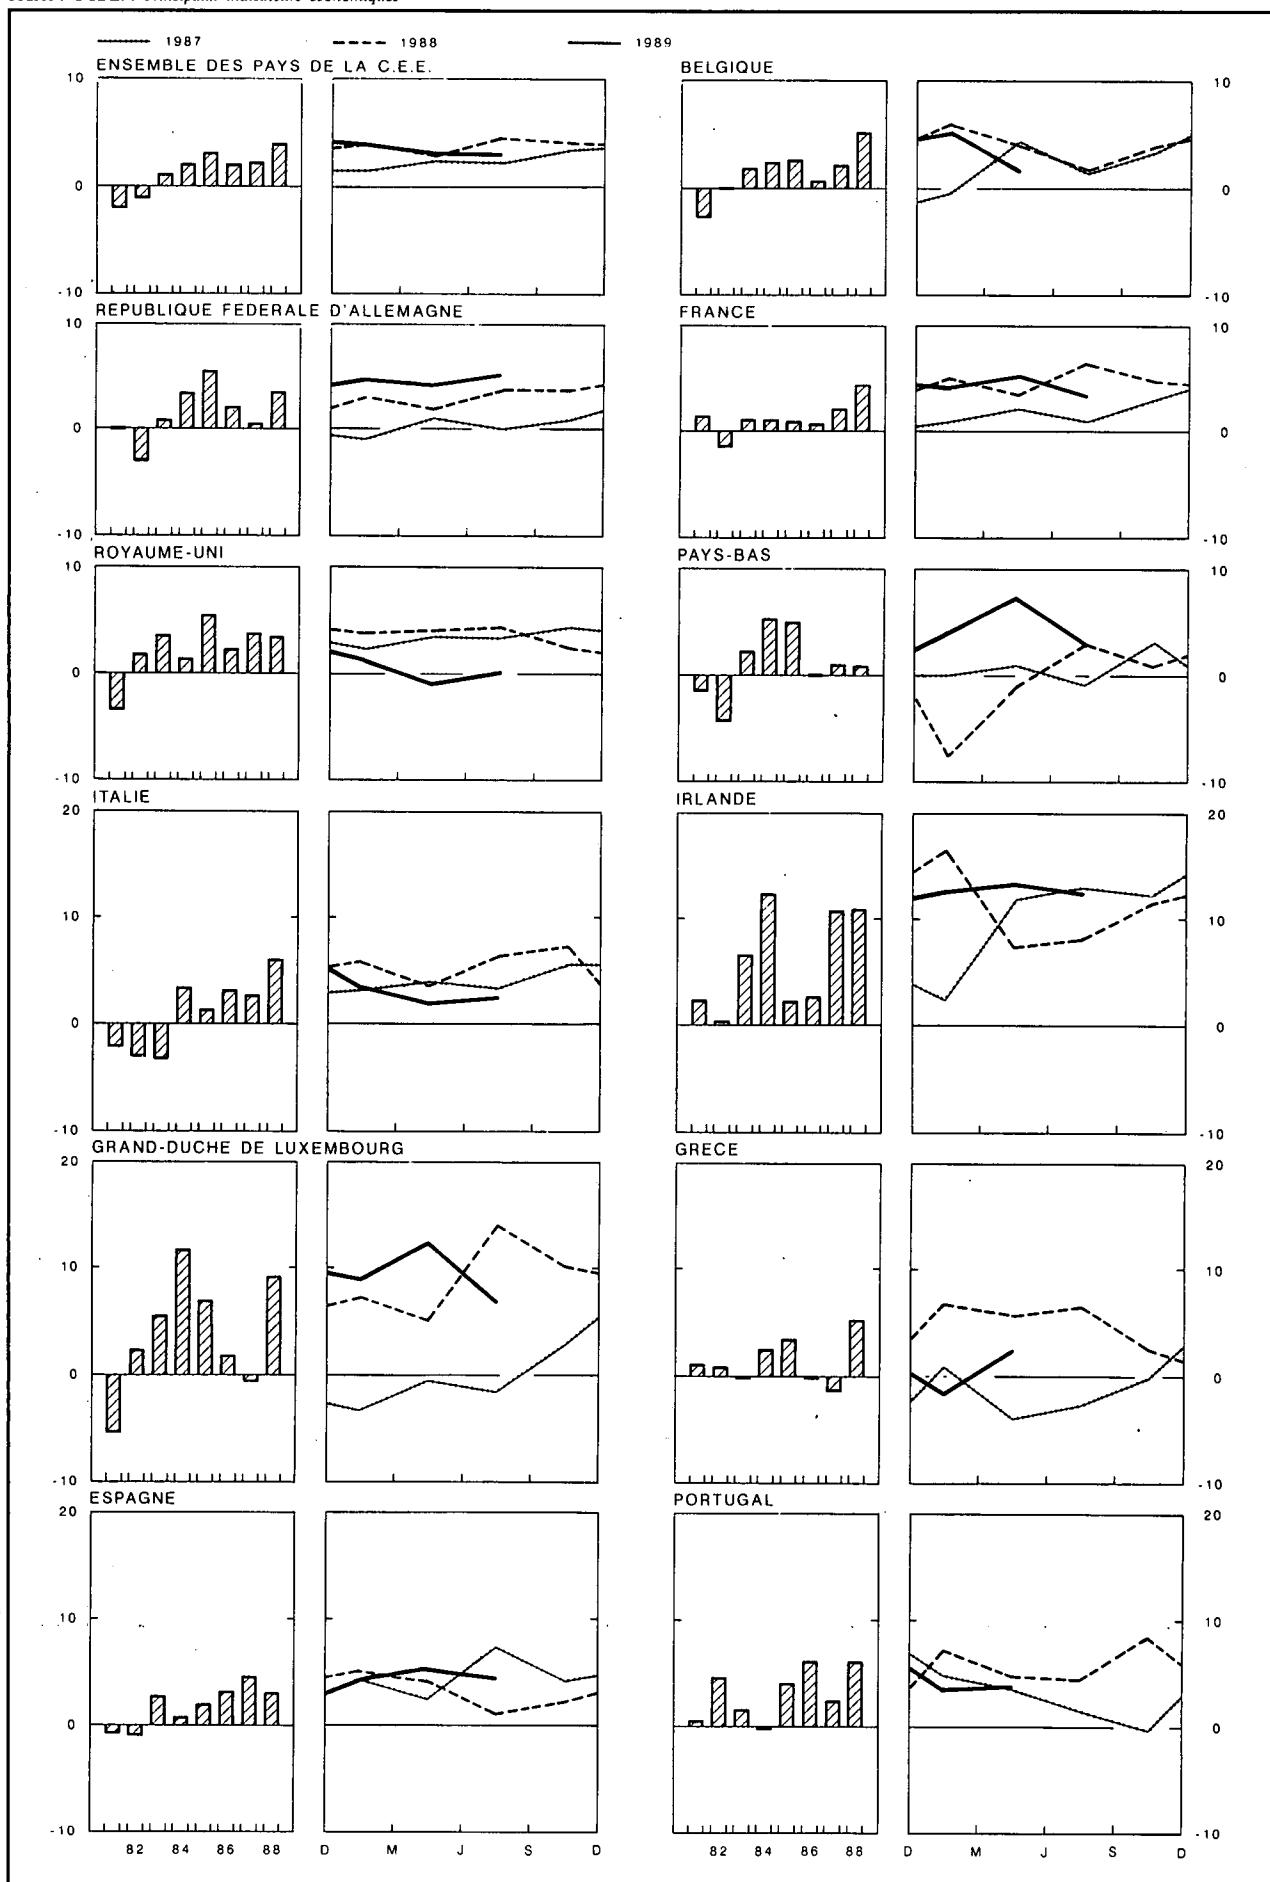 1987 1988 1989
ENSEMBLE DES PAYS DE LA C.E.E. BELGIQUE
10 10
0 0
-10 -10
REPUBLIQUE FEDERALE D'ALLEMAGNE FRANCE
10 10
0 0
-10 -10
ROYAUME-UNI PAYS-BAS
10 10
0 0
-10 -10
ITALIE IRLANDE
20 20
10 10
0 0
-10 -10
GRAND-DUCHE DE LUXEMBOURG GRECE
20 20
10 10
0 0
-10 -10
ESPAGNE PORTUGAL
20 20
10 10
0 0
-10 -10
82 84 86 88 D M J S D 82 84 86 88 D M J S D